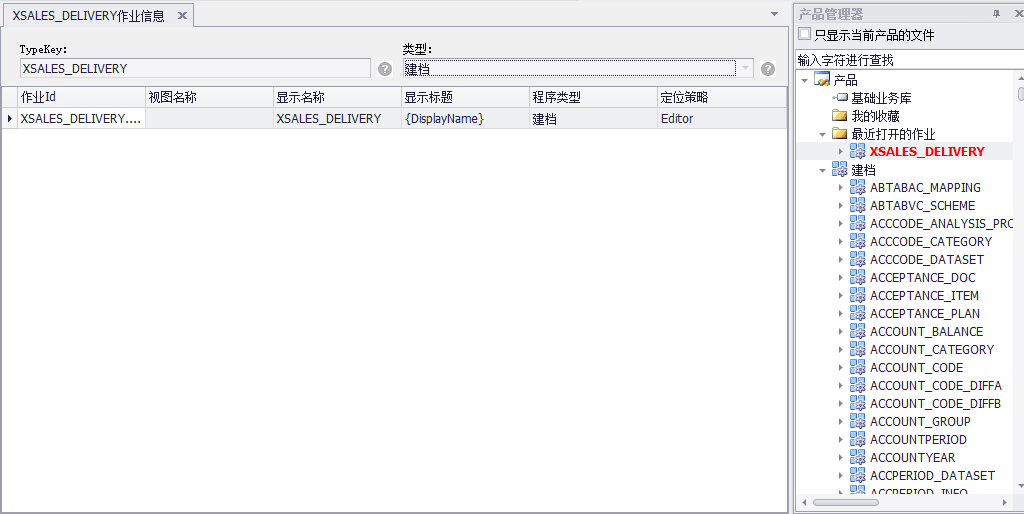 XSALES_DELIVERY作业信息
TypeKey:
类型:
XSALES_DELIVERY
建档
作业Id 视图名称 显示名称 显示标题 程序类型 定位策略
XSALES_DELIVERY.... XSALES_DELIVERY {DisplayName} 建档 Editor
产品管理器
只显示当前产品的文件
输入字符进行查找
产品
基础业务库
我的收藏
最近打开的作业
XSALES_DELIVERY
建档
ABTABAC_MAPPING
ABTABVC_SCHEME
ACCCODE_ANALYSIS_PRO
ACCCODE_CATEGORY
ACCCODE_DATASET
ACCEPTANCE_DOC
ACCEPTANCE_ITEM
ACCEPTANCE_PLAN
ACCOUNT_BALANCE
ACCOUNT_CATEGORY
ACCOUNT_CODE
ACCOUNT_CODE_DIFFA
ACCOUNT_CODE_DIFFB
ACCOUNT_GROUP
ACCOUNTPERIOD
ACCOUNTYEAR
ACCPERIOD_DATASET
ACCPERIOD_INFO